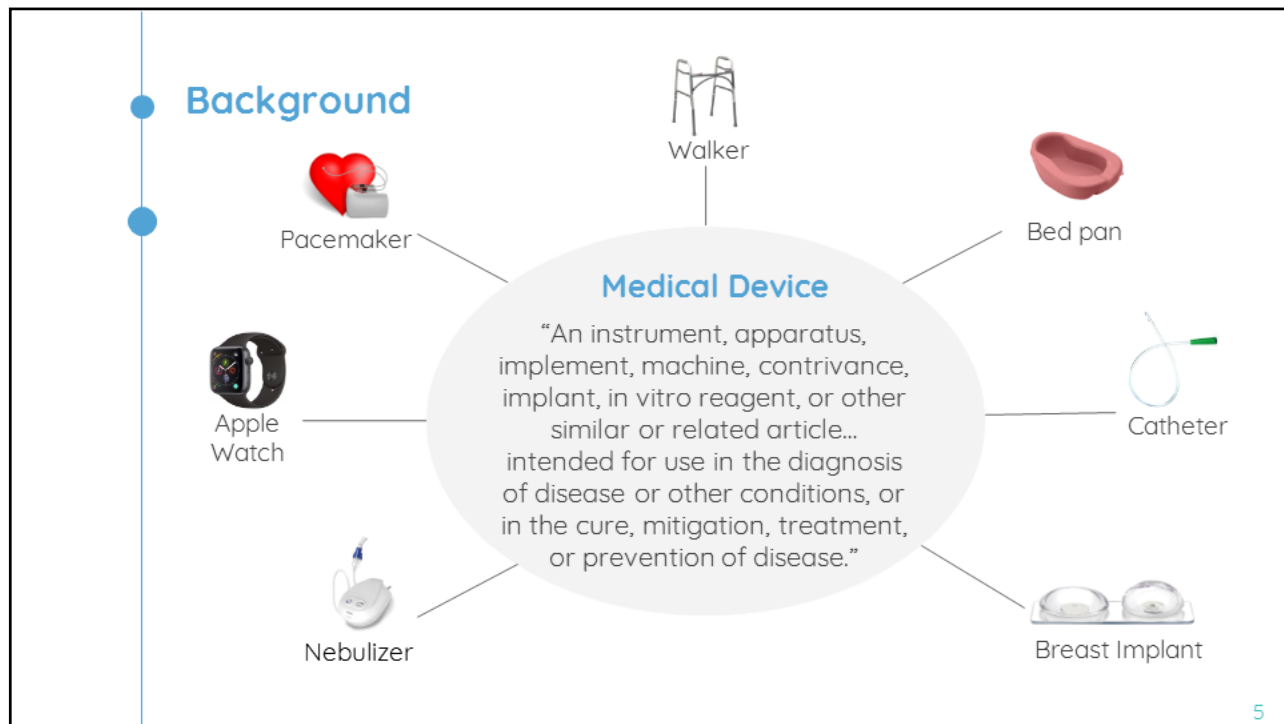 Background
Walker
Pacemaker
Bed pan
Medical Device
“An instrument, apparatus,
implement, machine, contrivance,
implant, in vitro reagent, or other
similar or related article...
intended for use in the diagnosis
of disease or other conditions, or
in the cure, mitigation, treatment,
or prevention of disease.”
Apple
Watch
Catheter
Nebulizer
Breast Implant
5